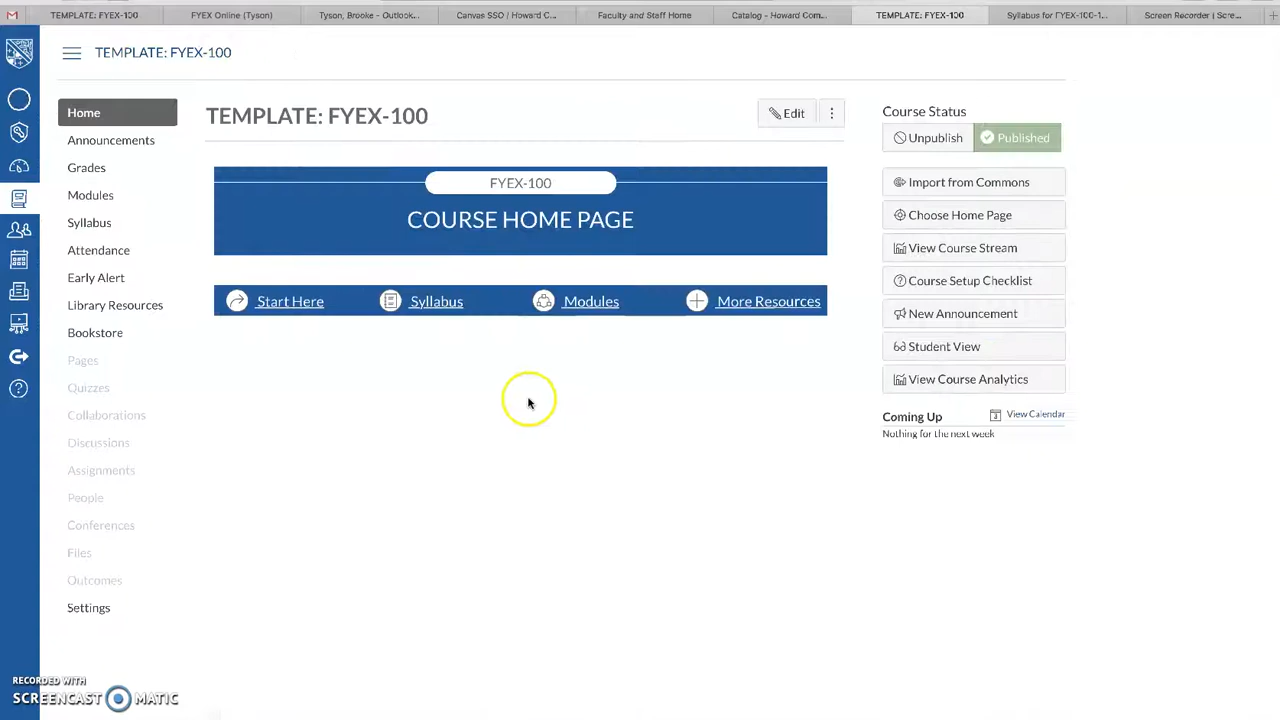 TEMPLATE: FYEX-100
FYEX Online (Tyson)
Tyson, Brooke - Outlook...
Canvas SSO / Howard C...
Faculty and Staff Home
Catalog - Howard Com...
TEMPLATE: FYEX-100
Syllabus for FYEX-100-1...
Screen Recorder | Scre...
TEMPLATE: FYEX-100
Home
Announcements
Grades
Modules
Syllabus
Attendance
Early Alert
Library Resources
Bookstore
Pages
Quizzes
Collaborations
Discussions
Assignments
People
Conferences
Files
Outcomes
Settings
TEMPLATE: FYEX-100
Edit
FYEX-100
COURSE HOME PAGE
Start Here
Syllabus
Modules
More Resources
Course Status
Unpublish
Published
Import from Commons
Choose Home Page
View Course Stream
Course Setup Checklist
New Announcement
Student View
View Course Analytics
Coming Up
View Calendar
Nothing for the next week
RECORDED WITH
SCREENCAST MATIC